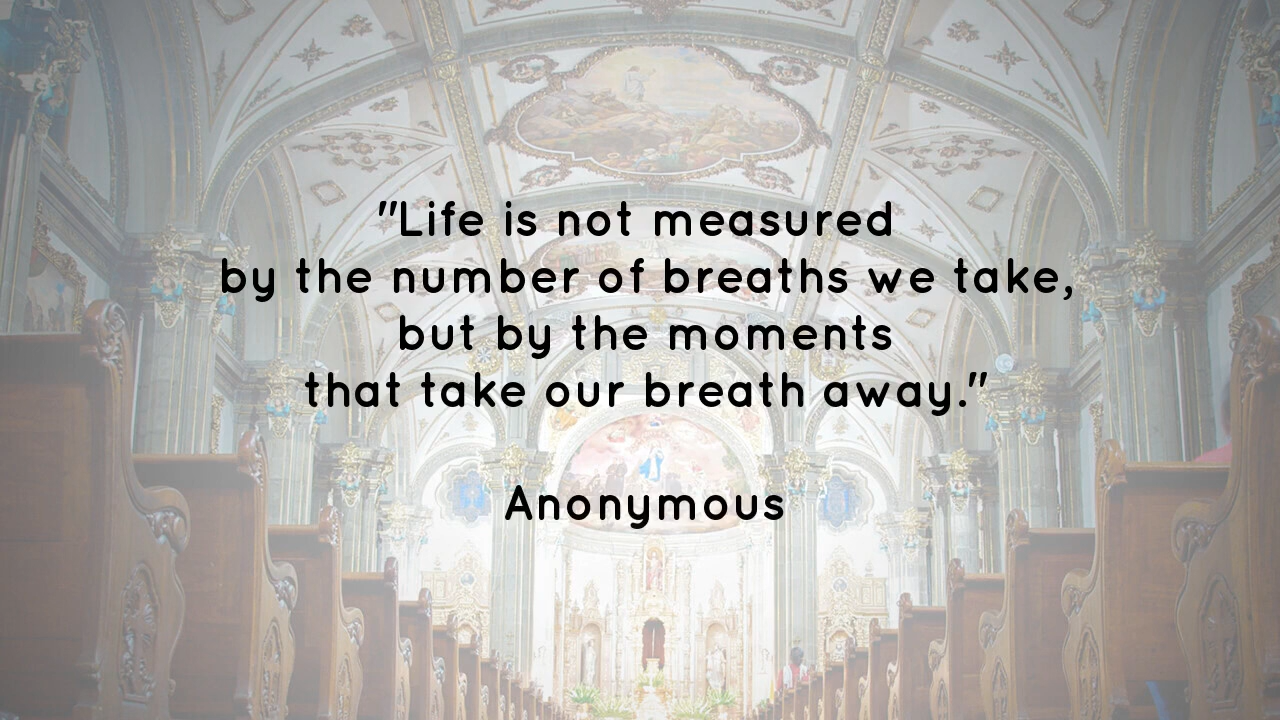 "Life is not measured
by the number of breaths we take,
but by the moments
that take our breath away."
Anonymous